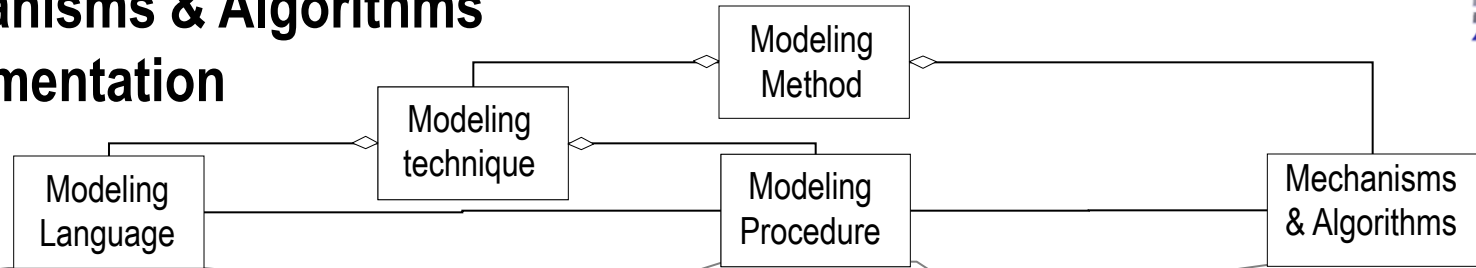 anisms & Algorithms
mentation
Modeling
Method
Modeling
technique
Modeling
Language
Modeling
Procedure
Mechanisms
& Algorithms